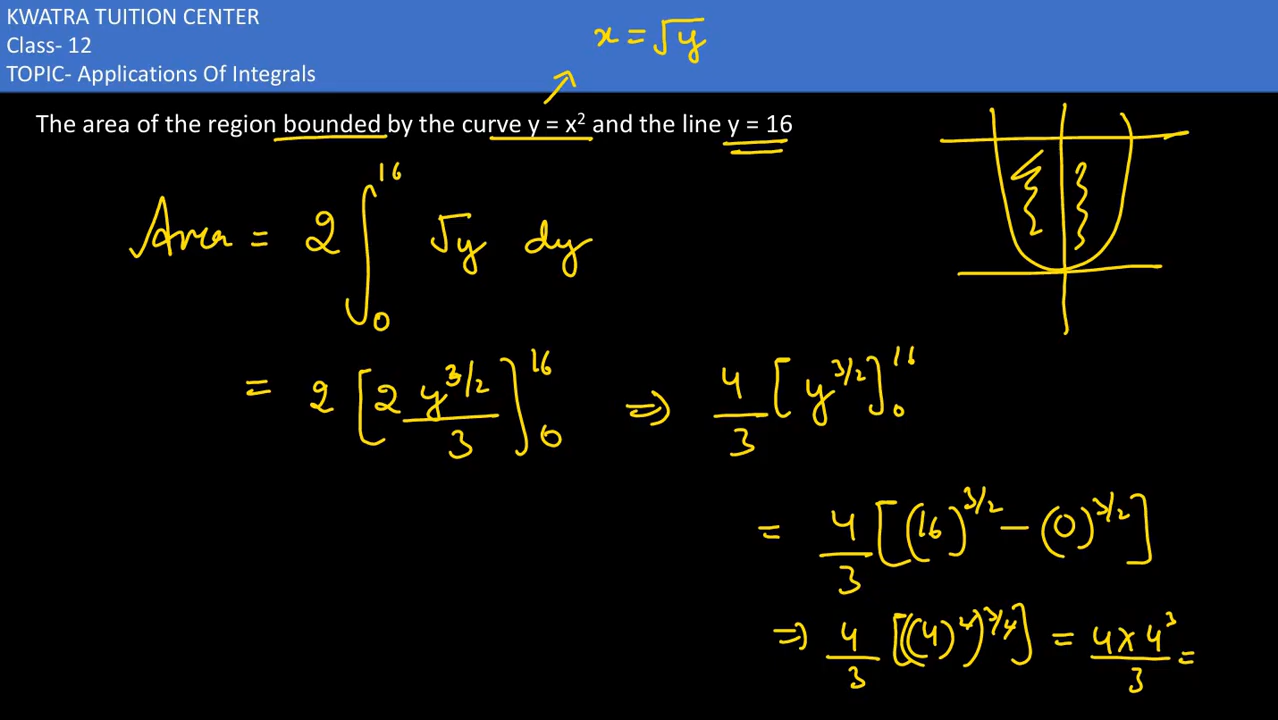 KWATRA TUITION CENTER
Class- 12
TOPIC- Applications Of Integrals
x = √y
The area of the region bounded by the curve y = x² and the line y = 16
Area = 2 ∫₀¹⁶ √y dy
= 2 [2 y^{3/2} / 3]₀¹⁶ ⇒ 4/3 [y^{3/2}]₀¹⁶
= 4/3 [(16)^{3/2} − (0)^{3/2}]
⇒ 4/3 [((4)^2)^{3/2}] = 4 × 4³ / 3 =